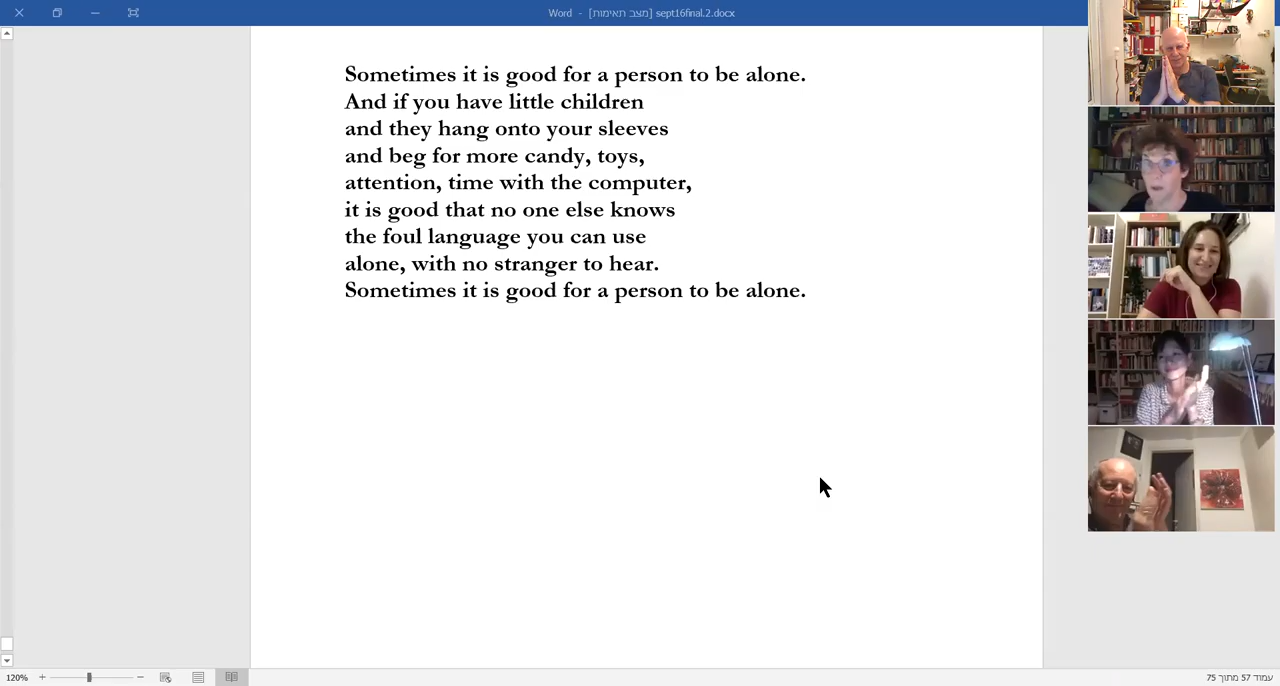 Word - [מצב תאימות] sept16final.2.docx
Sometimes it is good for a person to be alone.
And if you have little children
and they hang onto your sleeves
and beg for more candy, toys,
attention, time with the computer,
it is good that no one else knows
the foul language you can use
alone, with no stranger to hear.
Sometimes it is good for a person to be alone.
120%
עמוד 57 מתוך 75